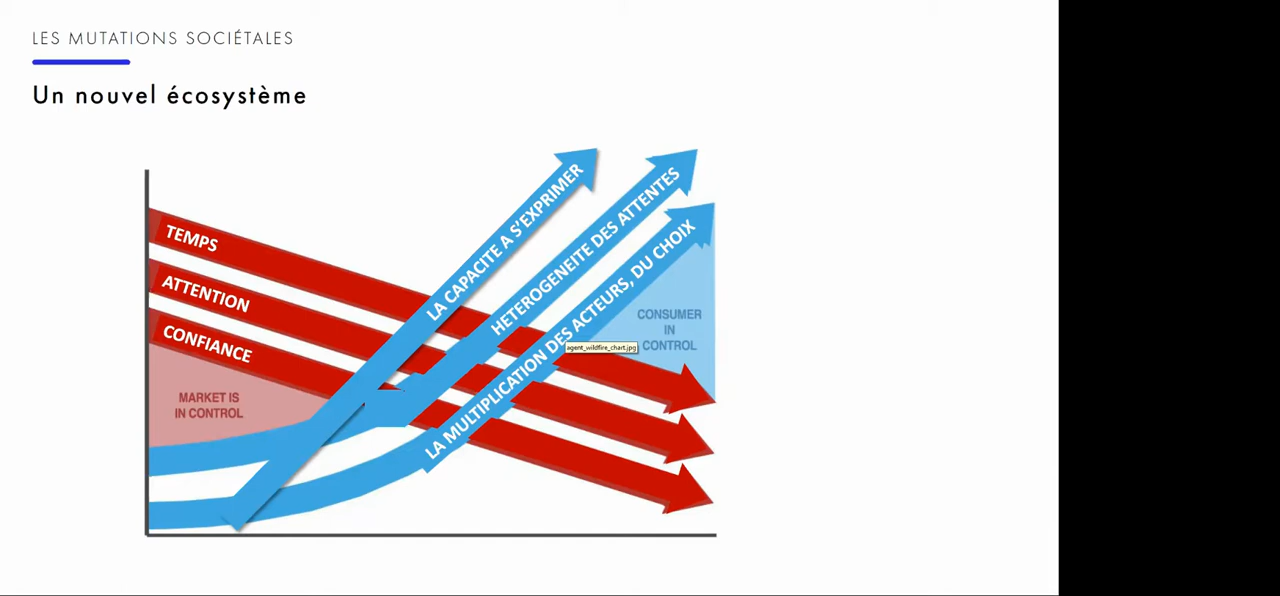 LES MUTATIONS SOCIÉTALES
Un nouvel écosystème
TEMPS
ATTENTION
CONFIANCE
MARKET IS
IN CONTROL
LA CAPACITE A S'EXPRIMER
HETEROGENEITE DES ATTENTES
LA MULTIPLICATION DES ACTEURS, DU CHOIX
CONSUMER
IN
CONTROL
agent_wildfire_chart.jpg